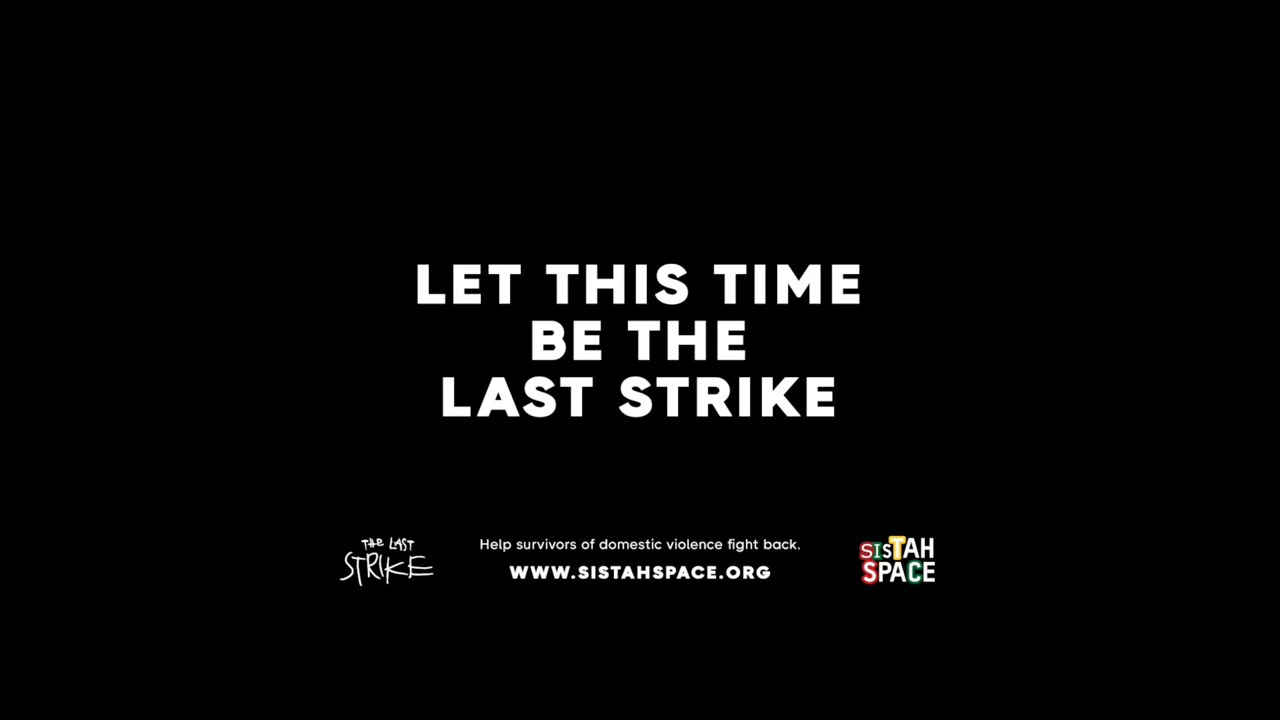 LET THIS TIME
BE THE
LAST STRIKE
THE LAST
STRIKE
Help survivors of domestic violence fight back.
WWW.SISTAHSPACE.ORG
SISTAH
SPACE